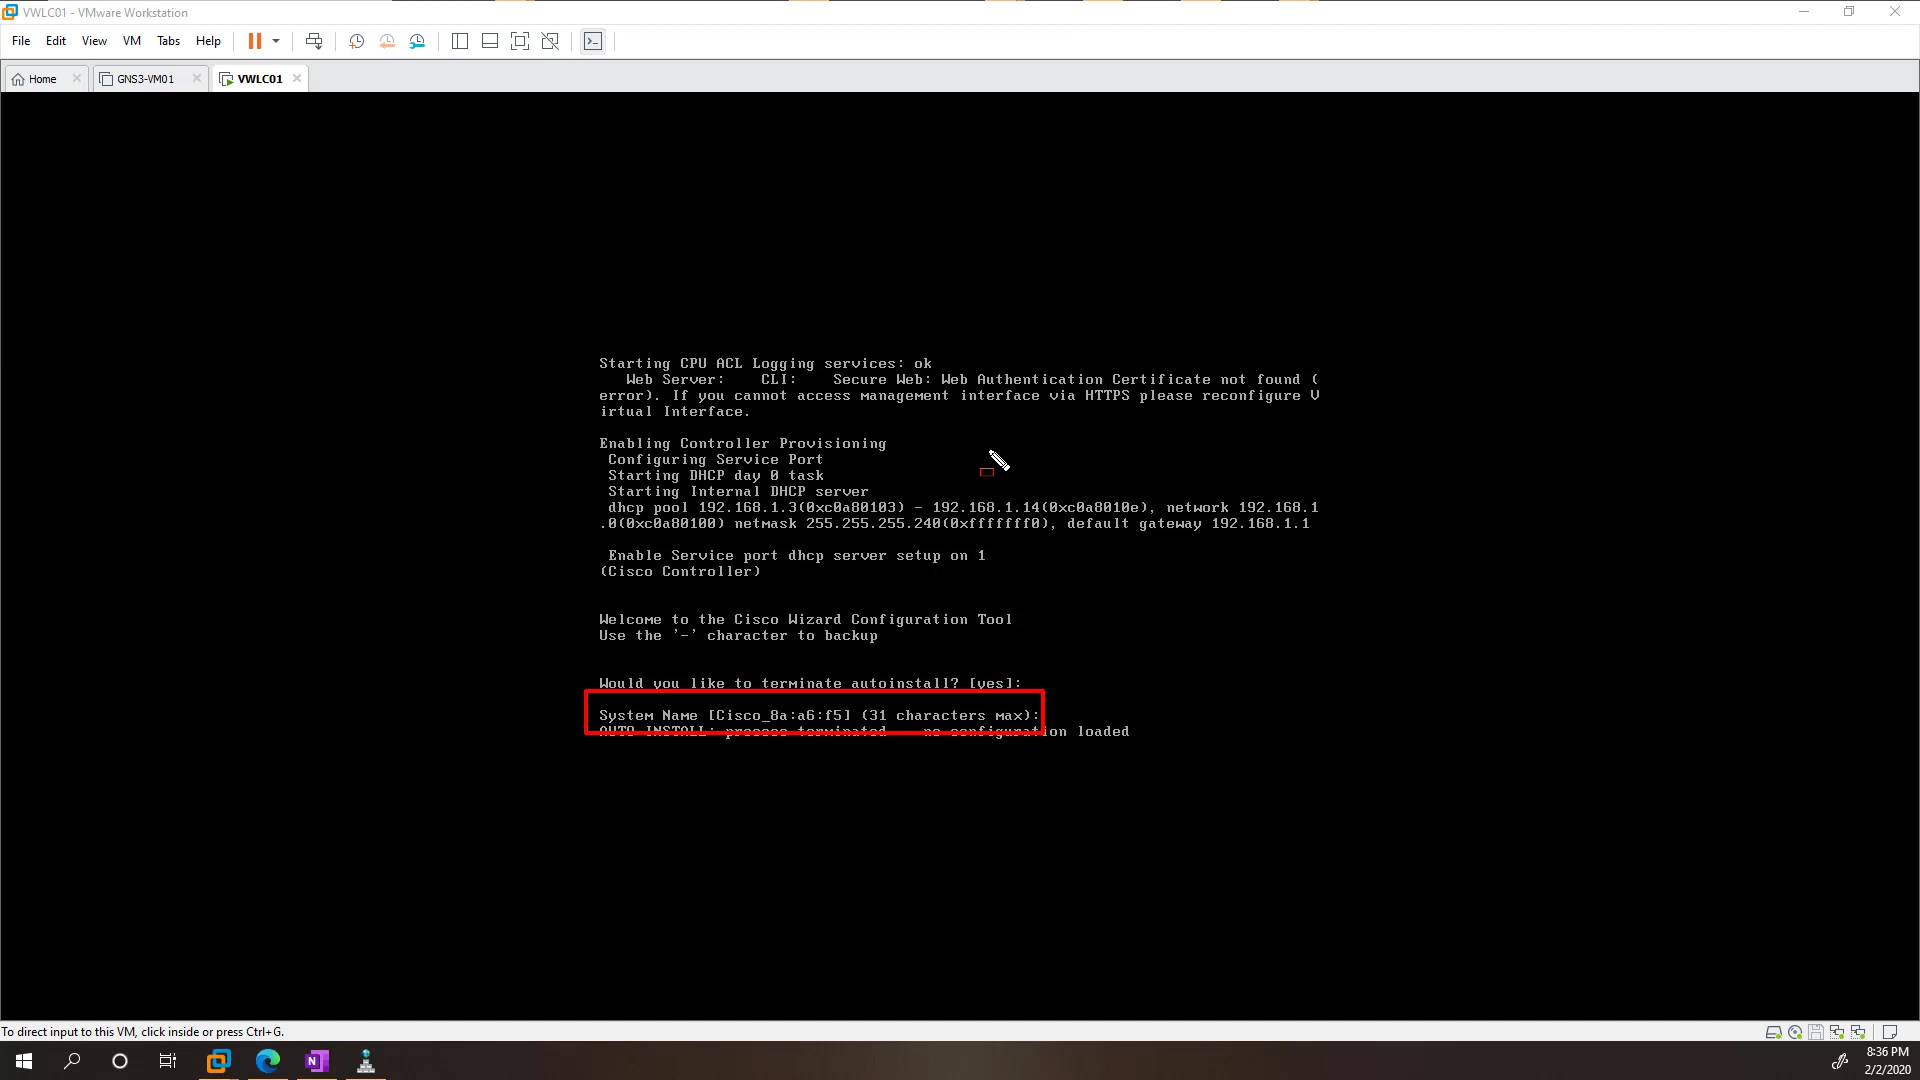 VWLC01 - VMware Workstation
File Edit View VM Tabs Help
Home GNS3-VM01 VWLC01
Starting CPU ACL Logging services: ok
Web Server: CLI: Secure Web: Web Authentication Certificate not found (
error). If you cannot access management interface via HTTPS please reconfigure V
irtual Interface.
Enabling Controller Provisioning
Configuring Service Port
Starting DHCP day 0 task
Starting Internal DHCP server
dhcp pool 192.168.1.3(0xc0a80103) - 192.168.1.14(0xc0a8010e), network 192.168.1
.0(0xc0a80100) netmask 255.255.255.240(0xfffffff0), default gateway 192.168.1.1
Enable Service port dhcp server setup on 1
(Cisco Controller)
Welcome to the Cisco Wizard Configuration Tool
Use the '-' character to backup
Would you like to terminate autoinstall? [yes]:
System Name [Cisco_8a:a6:f5] (31 characters max):
AUTO-INSTALL: process terminated -- no configuration loaded
To direct input to this VM, click inside or press Ctrl+G.
8:36 PM
2/2/2020